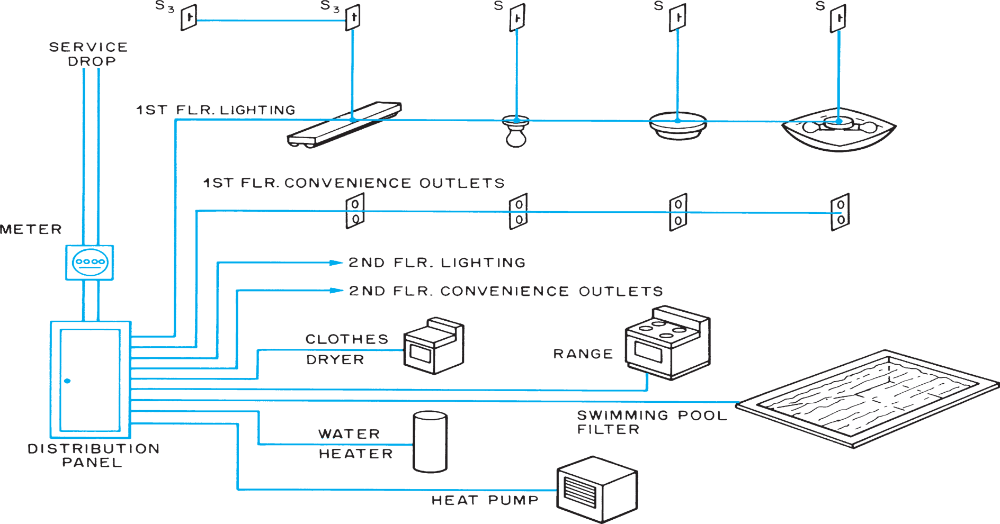 S₃
S₃
S
S
S
SERVICE
DROP
1ST FLR. LIGHTING
1ST FLR. CONVENIENCE OUTLETS
METER
2ND FLR. LIGHTING
2ND FLR. CONVENIENCE OUTLETS
CLOTHES
DRYER
RANGE
SWIMMING POOL
FILTER
WATER
HEATER
DISTRIBUTION
PANEL
HEAT PUMP